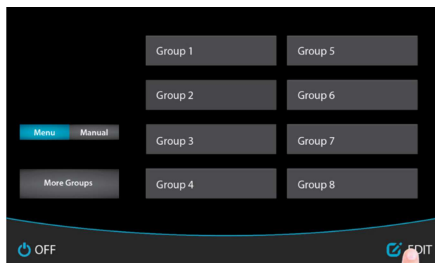 Group 1 Group 5
Group 2 Group 6
Menu Manual
Group 3 Group 7
More Groups
Group 4 Group 8
OFF
EDIT